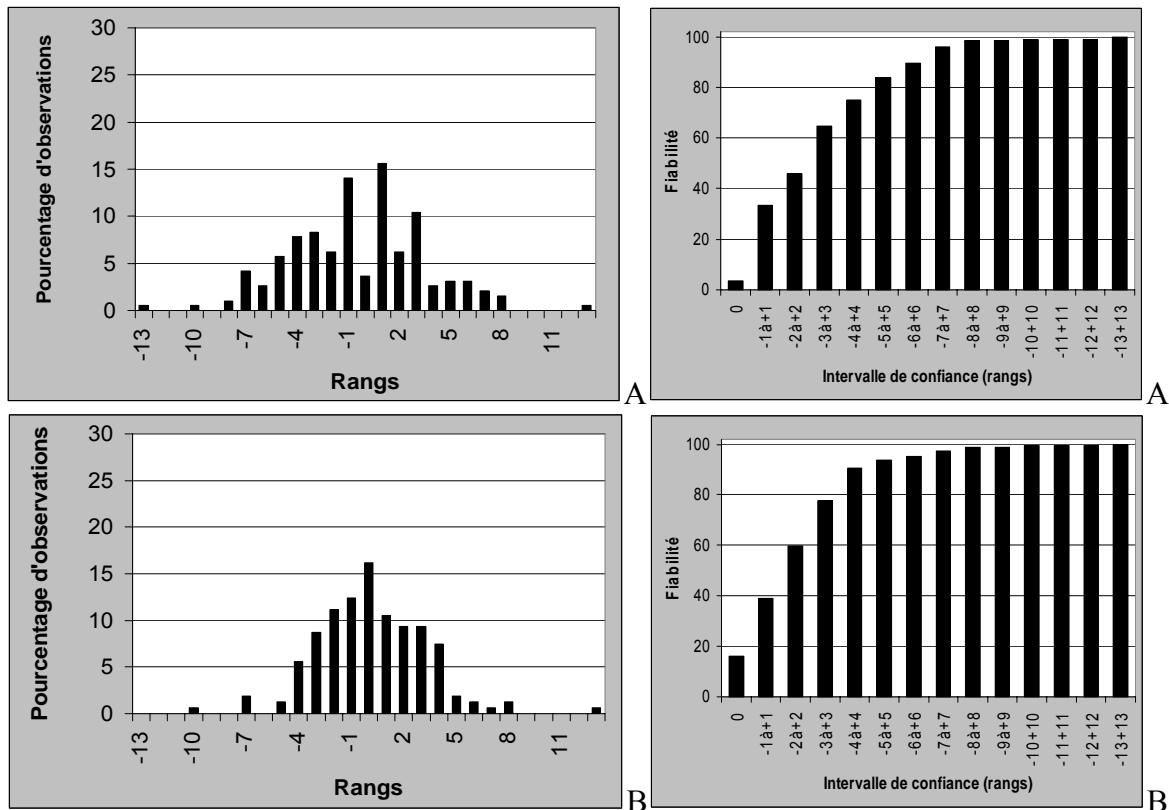 Pourcentage d'observations
30
25
20
15
10
5
0
-13
-10
-7
-4
-1
2
5
8
11
Rangs
A
Fiabilité
100
80
60
40
20
0
0
-1à+1
-2à+2
-3à+3
-4à+4
-5à+5
-6à+6
-7à+7
-8à+8
-9à+9
-10+10
-11+11
-12+12
-13+13
Intervalle de confiance (rangs)
A
Pourcentage d'observations
30
25
20
15
10
5
0
-13
-10
-7
-4
-1
2
5
8
11
Rangs
B
Fiabilité
100
80
60
40
20
0
0
-1à+1
-2à+2
-3à+3
-4à+4
-5à+5
-6à+6
-7à+7
-8à+8
-9à+9
-10+10
-11+11
-12+12
-13+13
Intervalle de confiance (rangs)
B